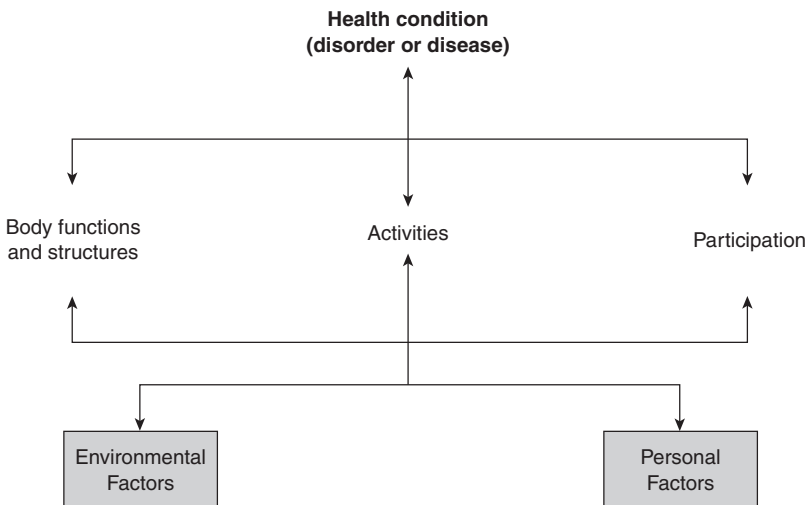 Health condition
(disorder or disease)
Body functions
and structures
Activities
Participation
Environmental
Factors
Personal
Factors